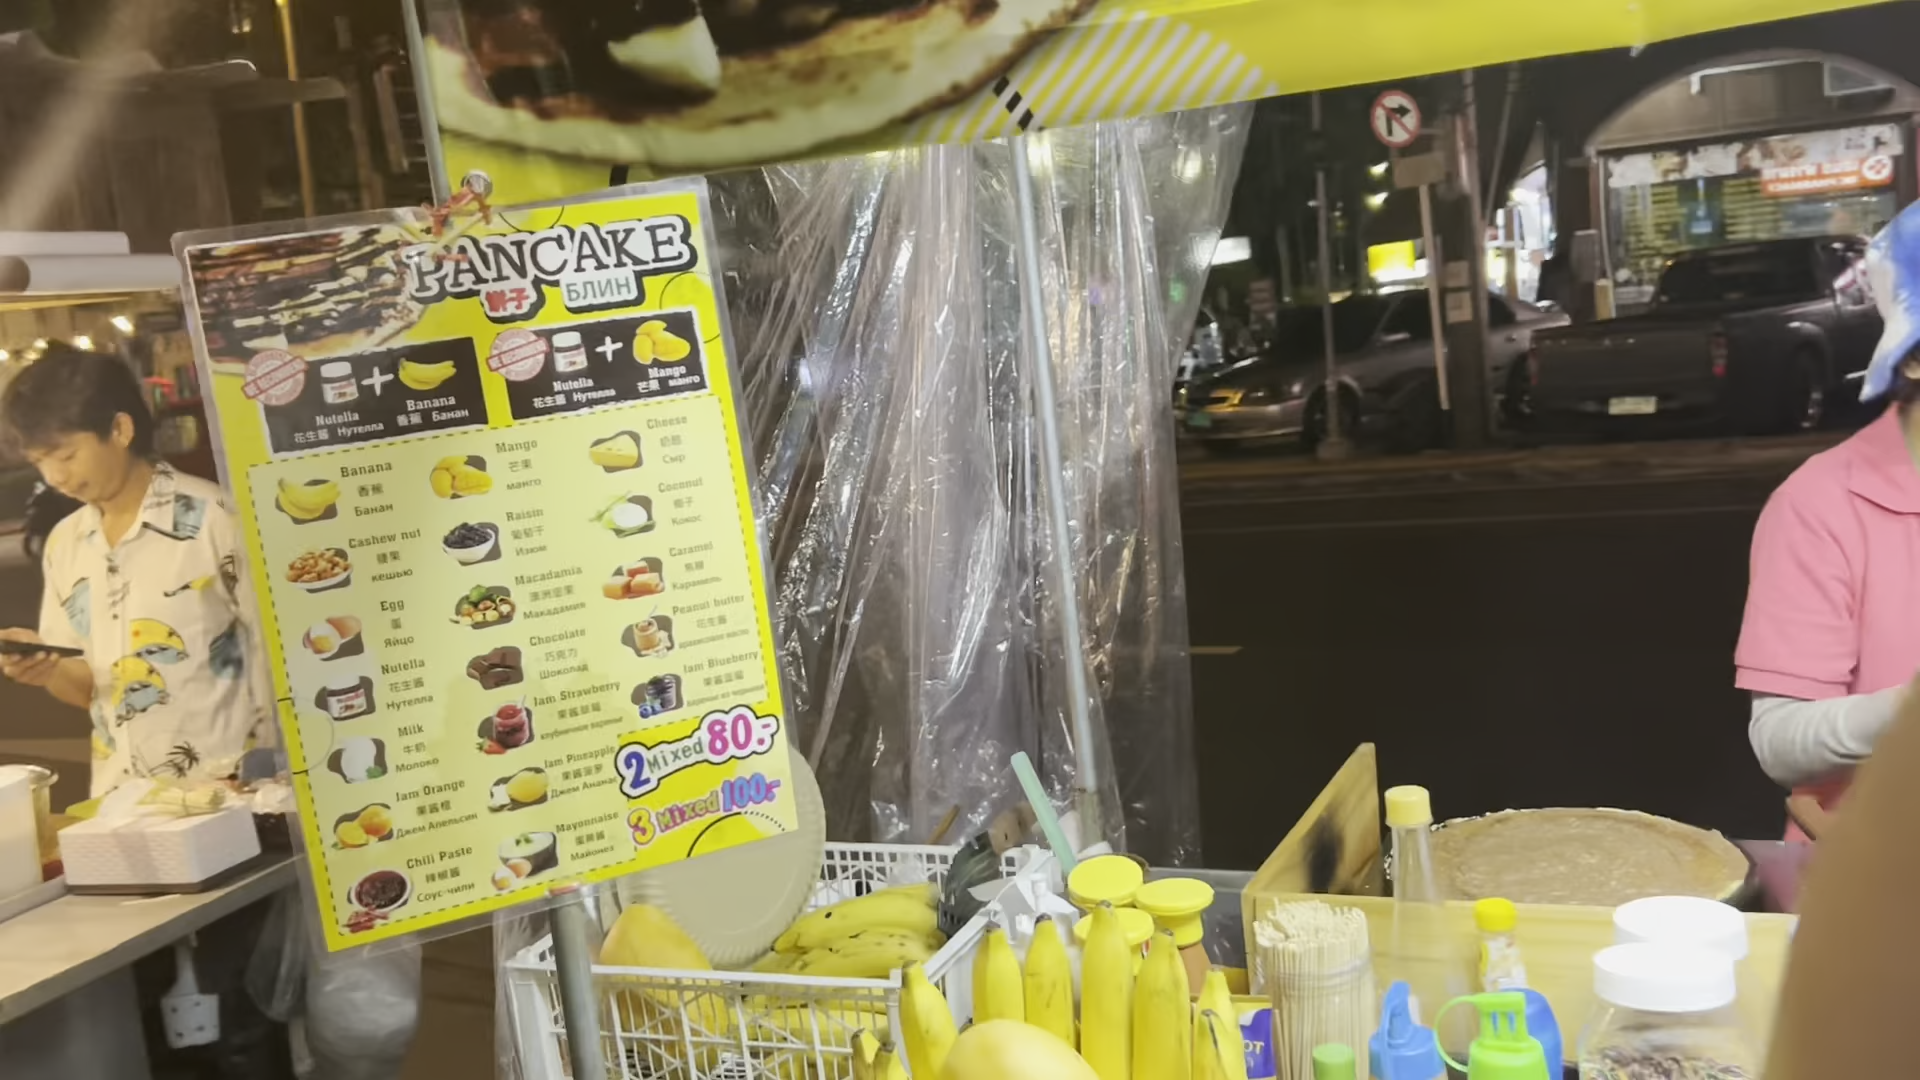 PANCAKE
餅子 БЛИН
Nutella
花生酱 Нутелла
Banana
香蕉 Банан
Nutella
花生酱 Нутелла
Mango
芒果 манго
Banana
香蕉
Банан
Mango
芒果
манго
Cheese
奶酪
Сыр
Cashew nut
腰果
кешью
Raisin
葡萄干
Изюм
Coconut
椰子
Кокос
Egg
蛋
Яйцо
Macadamia
澳洲坚果
Макадамия
Caramel
焦糖
Карамель
Nutella
花生酱
Нутелла
Chocolate
巧克力
Шоколад
Peanut butter
花生酱
арахисовое масло
Milk
牛奶
Молоко
Jam Strawberry
果酱草莓
клубничное варенье
Jam Blueberry
果酱蓝莓
варенье из черники
Jam Orange
果酱橙
Джем Апельсин
Jam Pineapple
果酱菠萝
Джем Ананас
Chili Paste
辣椒酱
Соус-чили
Mayonnaise
蛋黄酱
Майонез
2 Mixed 80.-
3 Mixed 100.-